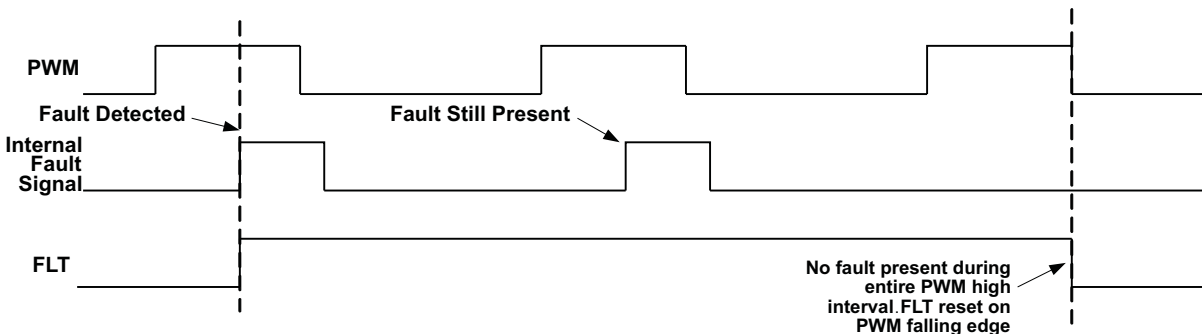 PWM
Fault Detected
Fault Still Present
Internal
Fault
Signal
FLT
No fault present during
entire PWM high
interval.FLT reset on
PWM falling edge